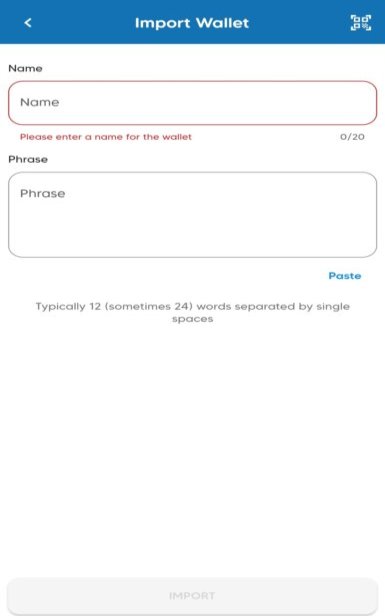 Import Wallet
Name
Name
Please enter a name for the wallet 0/20
Phrase
Phrase
Paste
Typically 12 (sometimes 24) words separated by single
spaces
IMPORT